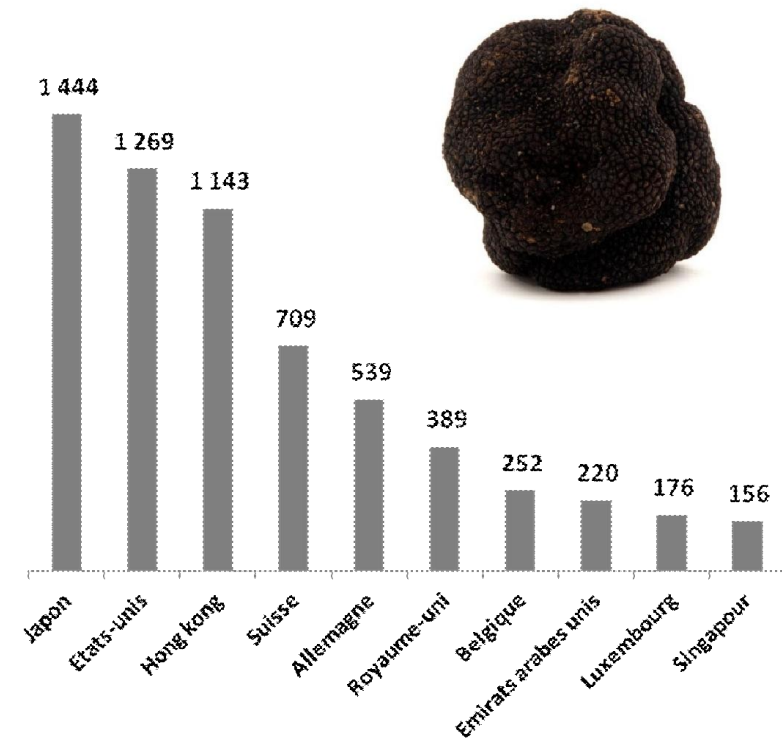 1 444
1 269
1 143
709
539
389
252
220
176
156
Japon
Etats-unis
Hong kong
Suisse
Allemagne
Royaume-uni
Belgique
Emirats arabes unis
Luxembourg
Singapour